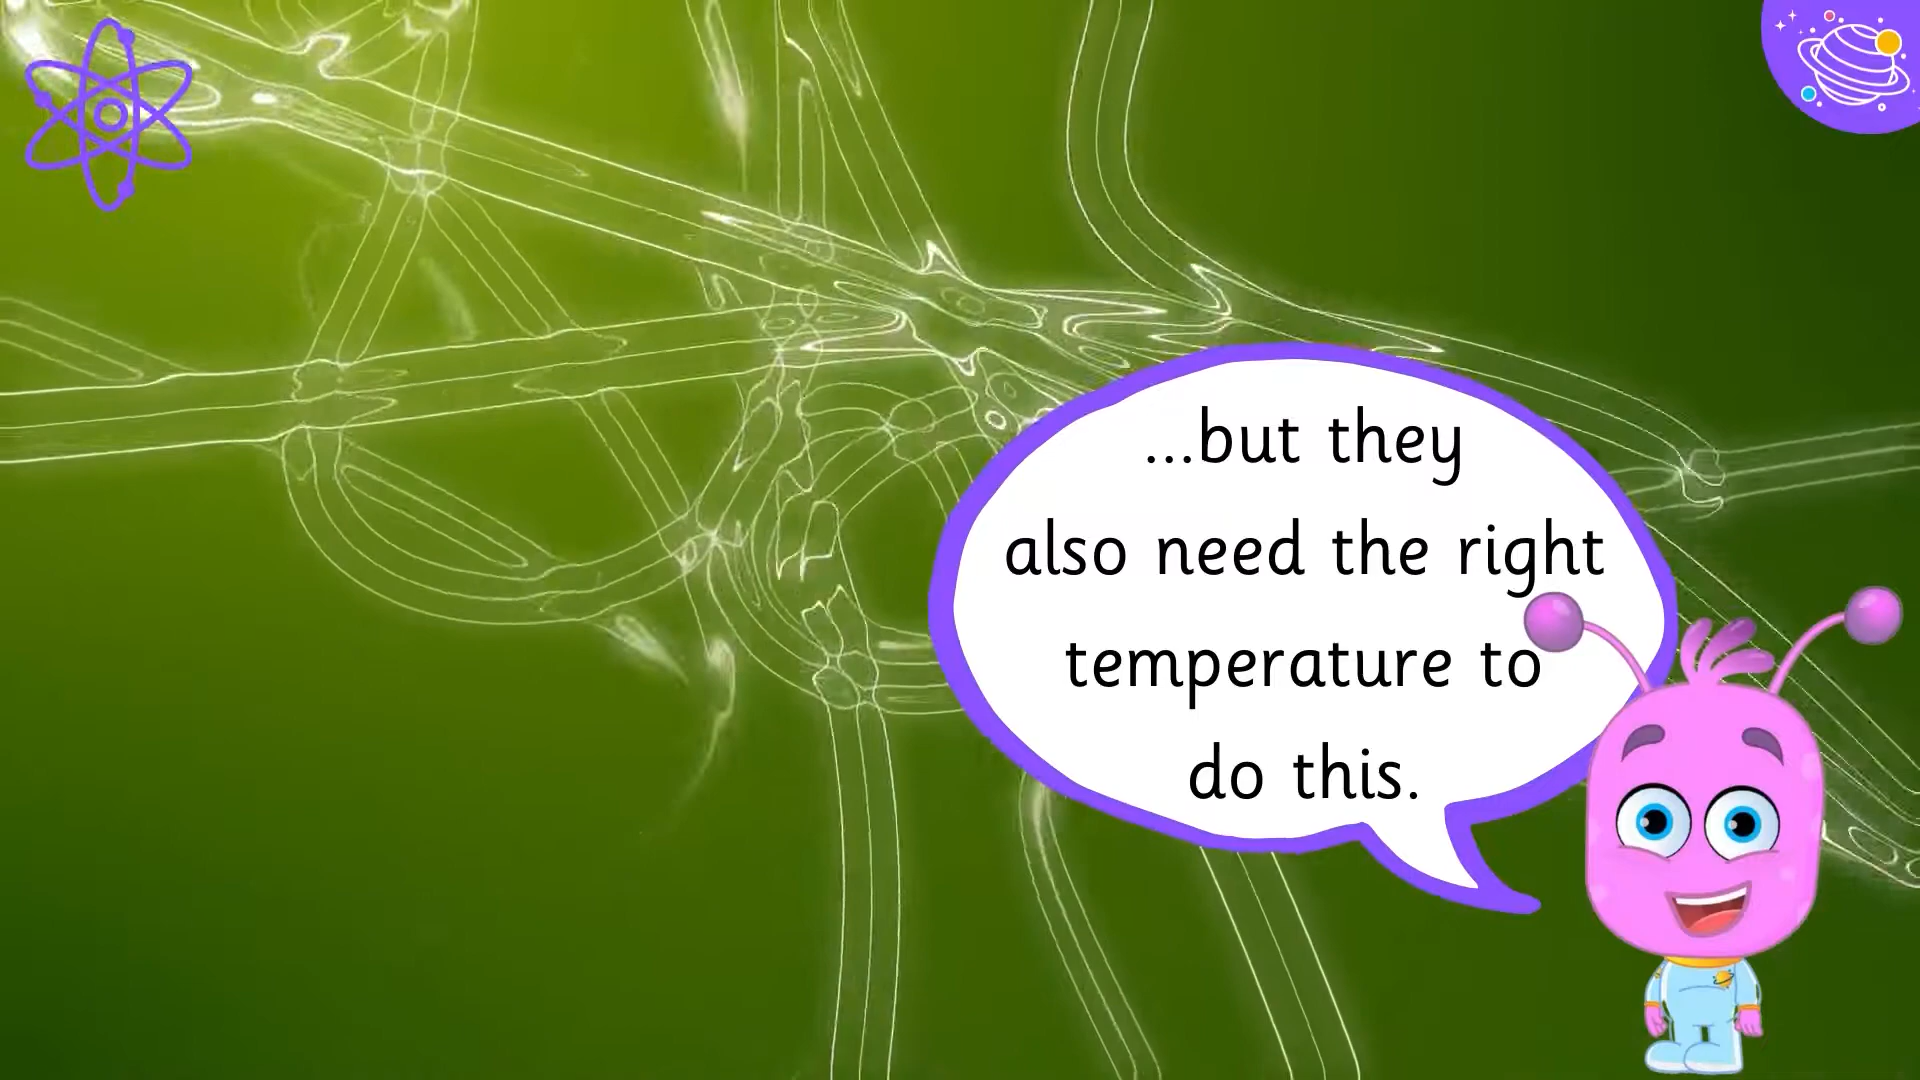 ...but they
also need the right
temperature to
do this.